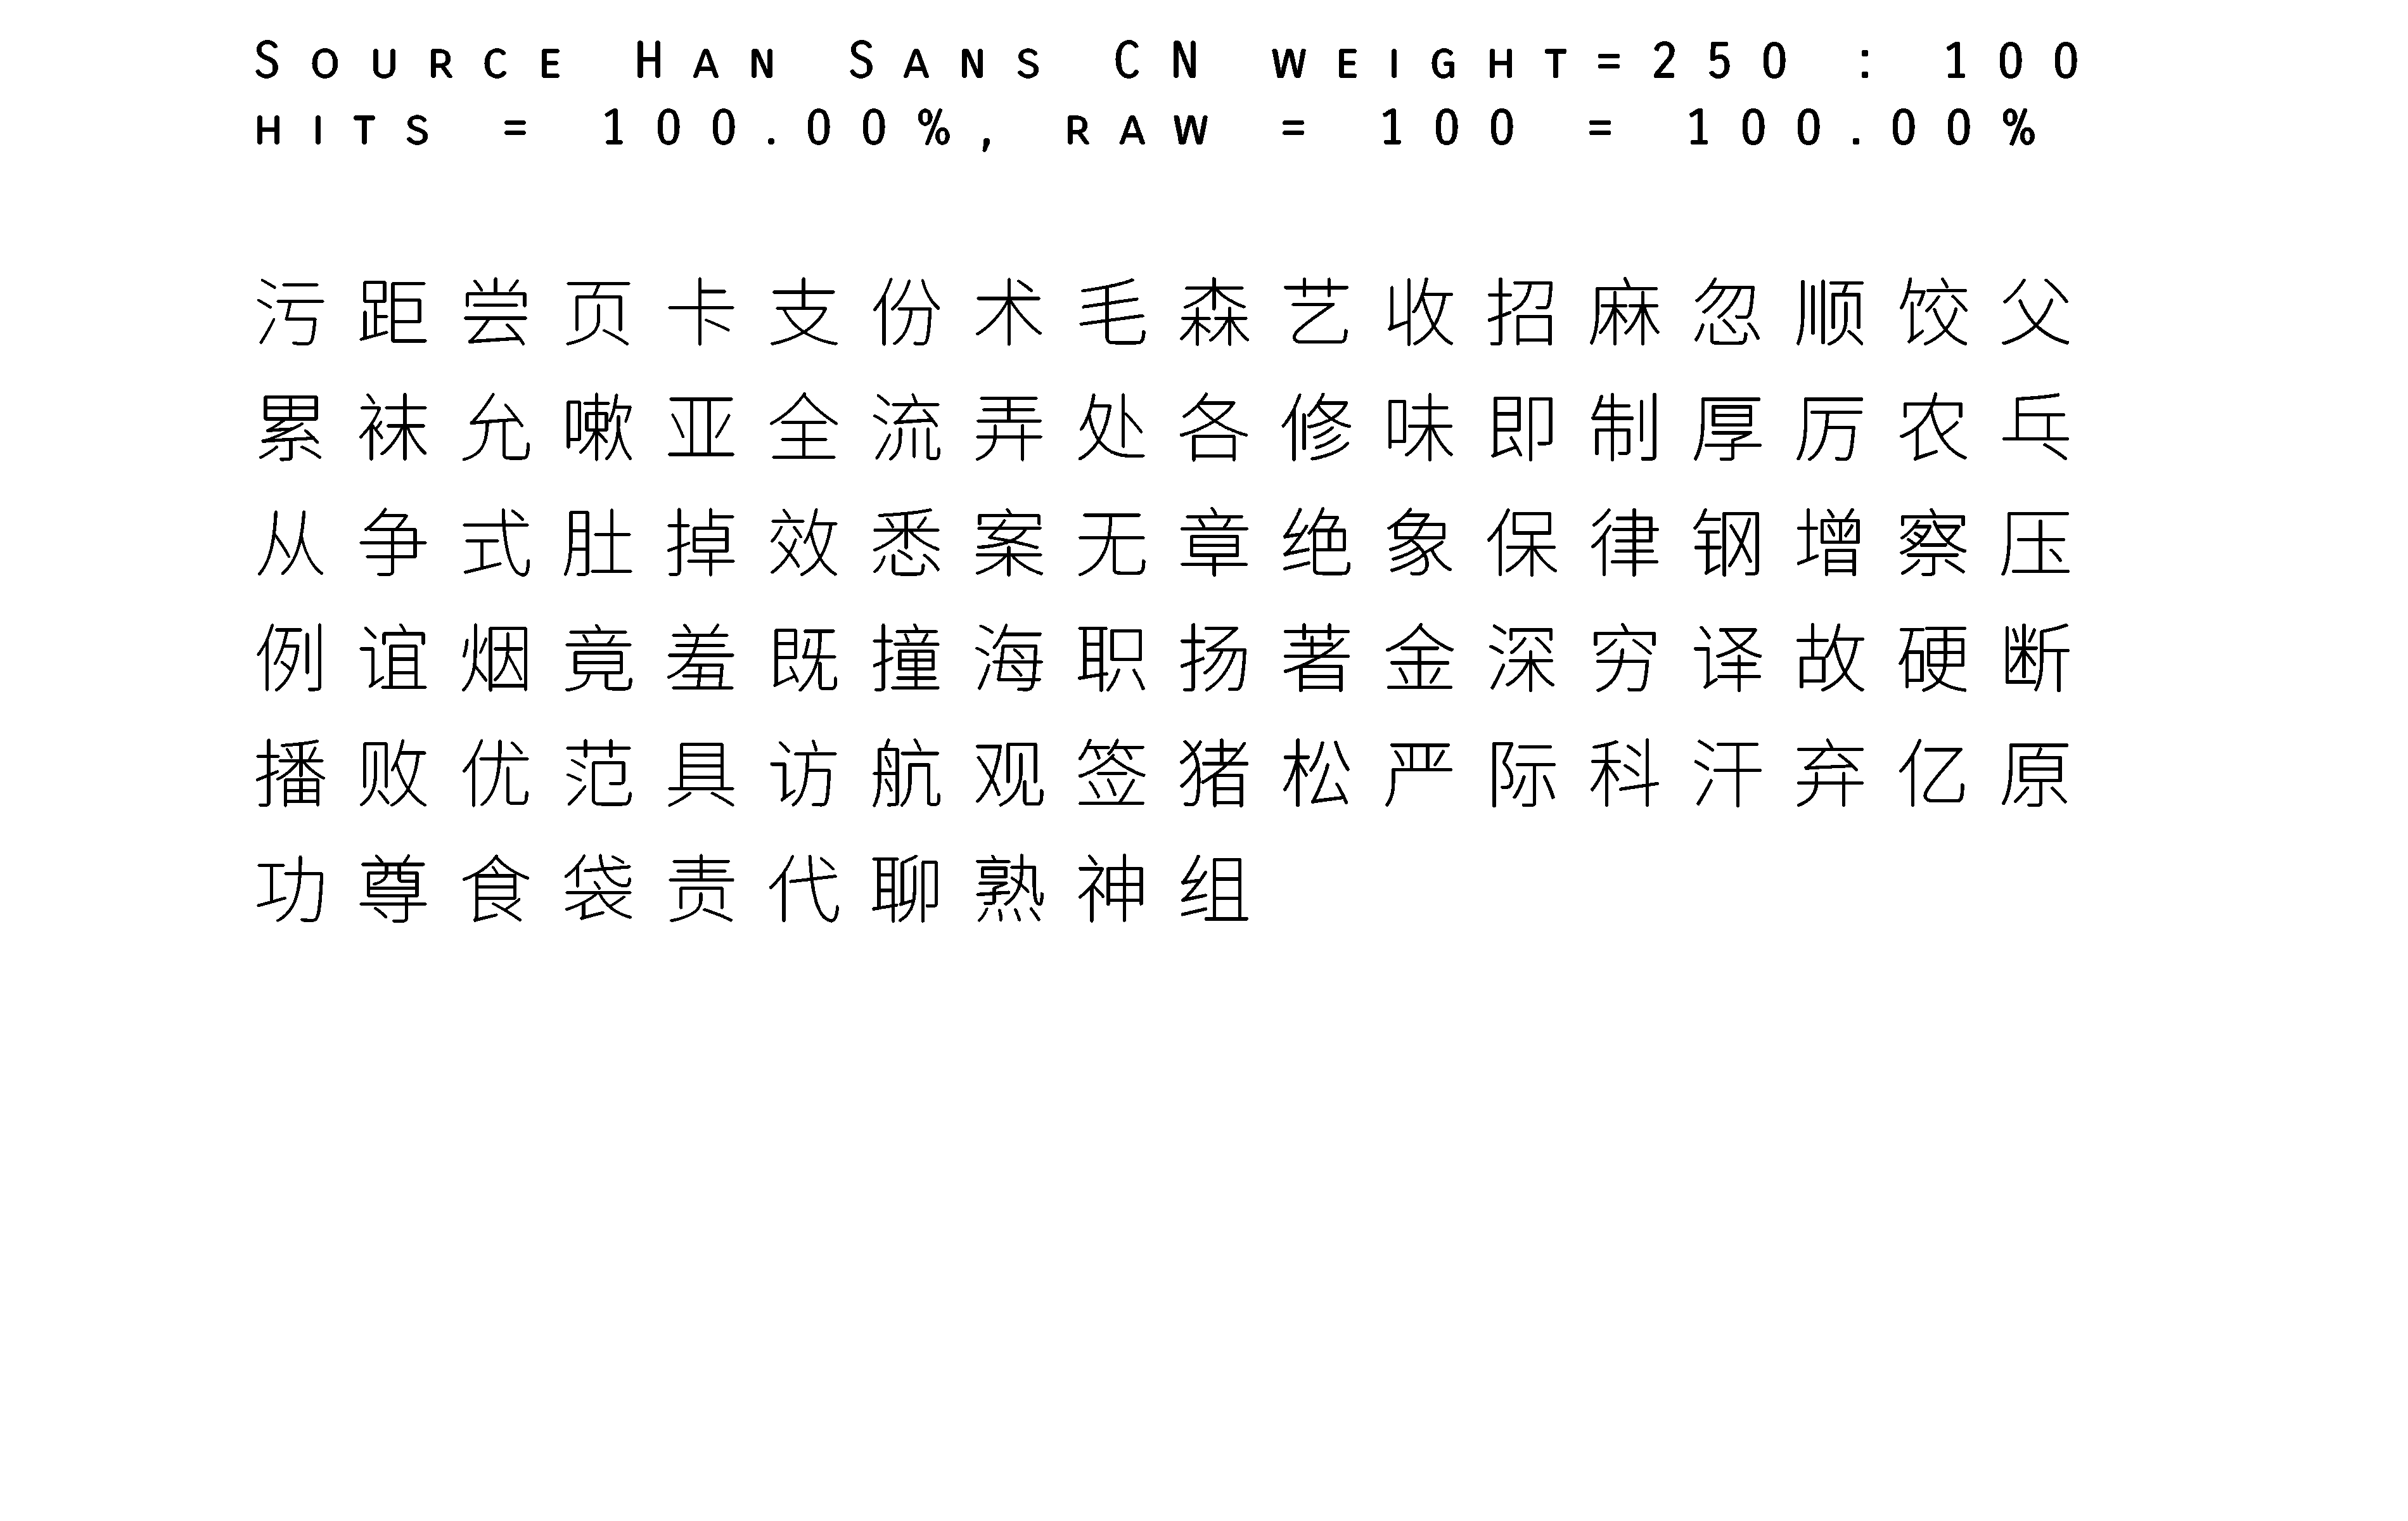 Source Han Sans CN weight=250 : 100
hits = 100.00%, raw = 100 = 100.00%
污距尝页卡支份术毛森艺收招麻忽顺饺父
累袜允嗽亚全流弄处各修味即制厚厉农乒
从争式肚掉效悉案无章绝象保律钢增察压
例谊烟竟羞既撞海职扬著金深穷译故硬断
播败优范具访航观签猪松严际科汗弃亿原
功尊食袋责代聊熟神组